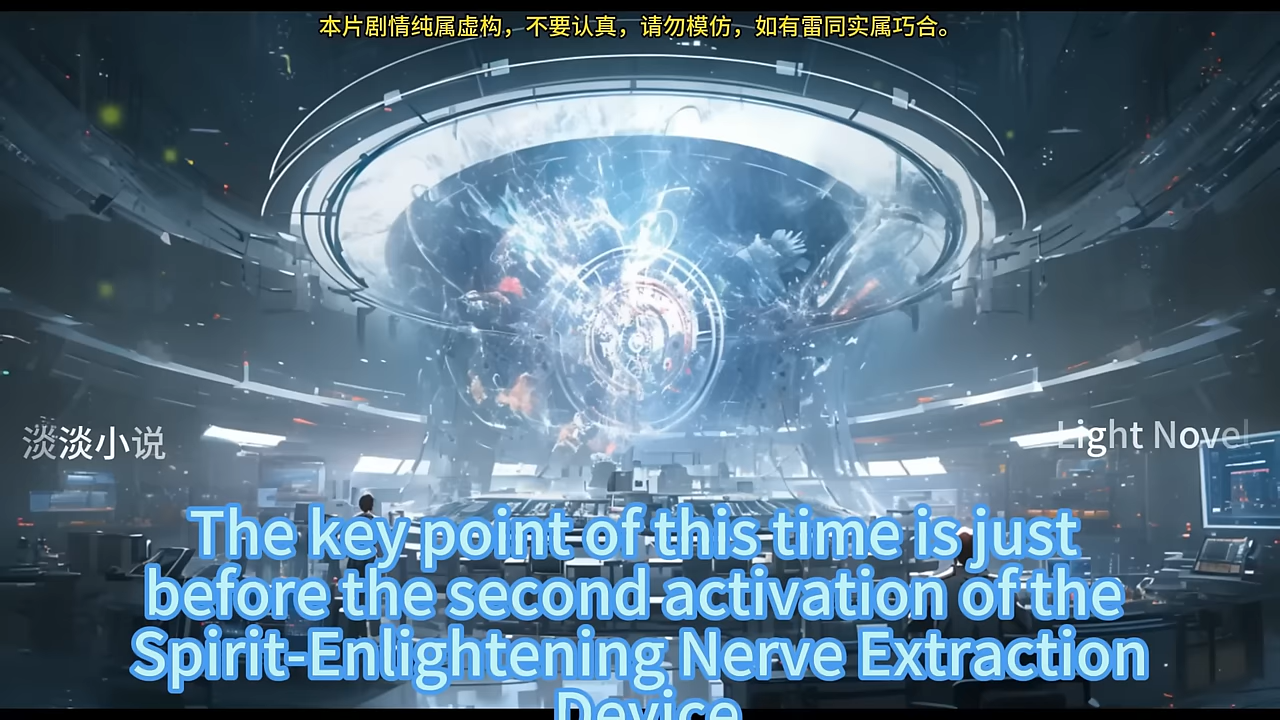 本片剧情纯属虚构，不要认真，请勿模仿，如有雷同实属巧合。
淡淡小说
Light Novel
The key point of this time is just
before the second activation of the
Spirit-Enlightening Nerve Extraction
Device